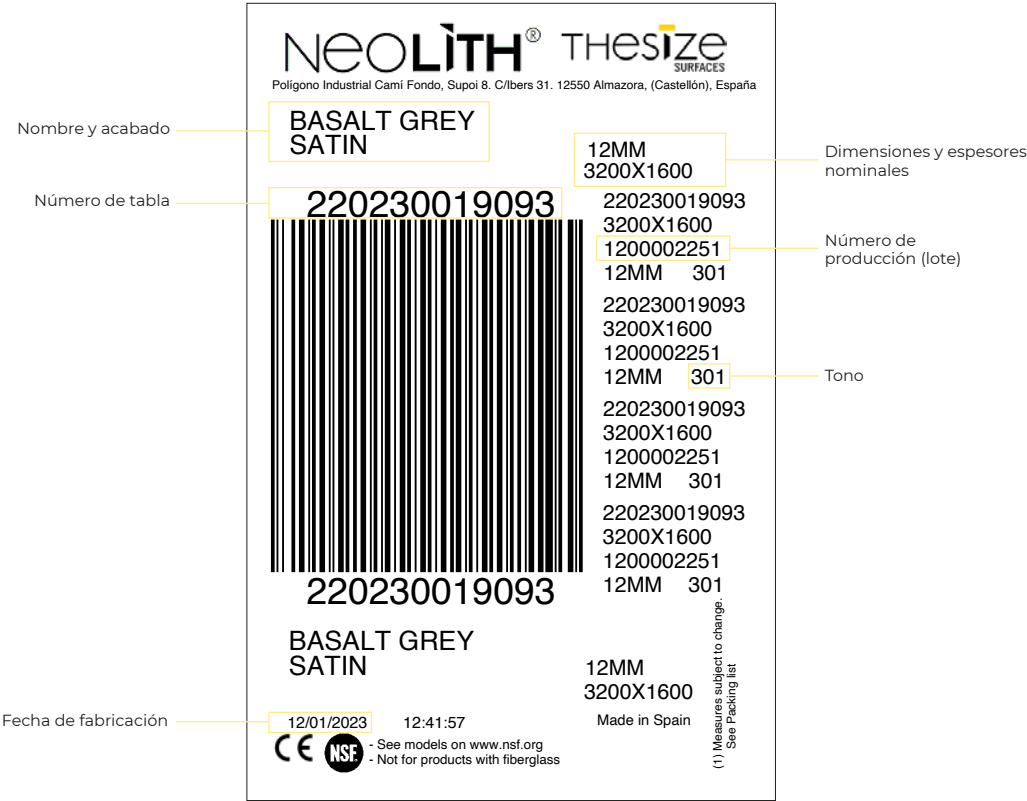 NEOLITH® THESIZE
SURFACES
Polígono Industrial Camí Fondo, Supoi 8. C/Ibers 31. 12550 Almazora, (Castellón), España
Nombre y acabado
BASALT GREY
SATIN
12MM
3200X1600
Dimensiones y espesores
nominales
Número de tabla
220230019093
220230019093
3200X1600
1200002251
12MM 301
Número de
producción (lote)
220230019093
3200X1600
1200002251
12MM 301
Tono
220230019093
3200X1600
1200002251
12MM 301
220230019093
3200X1600
1200002251
12MM 301
220230019093
BASALT GREY
SATIN
12MM
3200X1600
Made in Spain
(1) Measures subject to change.
See Packing list
Fecha de fabricación
12/01/2023 12:41:57
CE NSF.
- See models on www.nsf.org
- Not for products with fiberglass